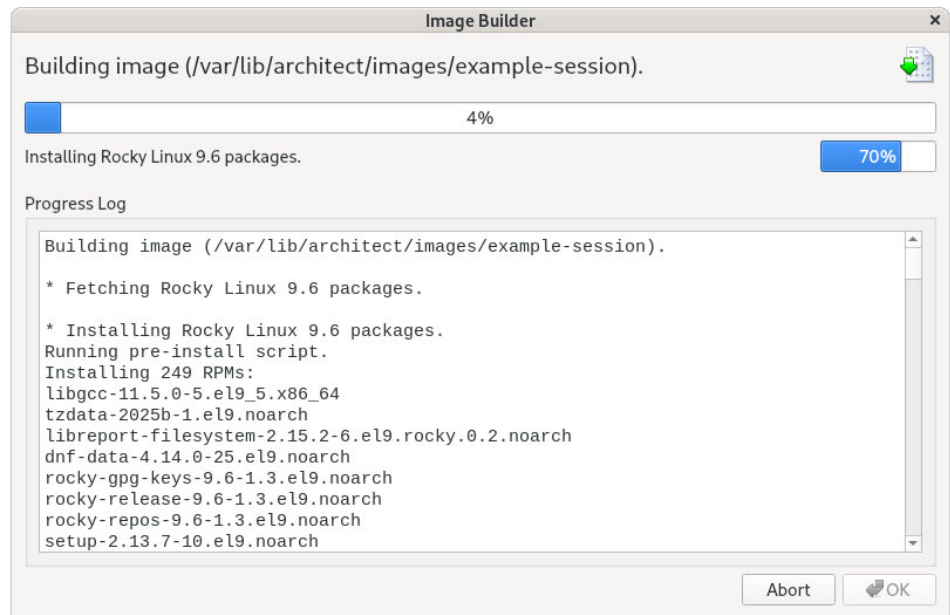 Image Builder
Building image (/var/lib/architect/images/example-session).
4%
Installing Rocky Linux 9.6 packages.
70%
Progress Log
Building image (/var/lib/architect/images/example-session).
* Fetching Rocky Linux 9.6 packages.
* Installing Rocky Linux 9.6 packages.
Running pre-install script.
Installing 249 RPMs:
libgcc-11.5.0-5.el9_5.x86_64
tzdata-2025b-1.el9.noarch
libreport-filesystem-2.15.2-6.el9.rocky.0.2.noarch
dnf-data-4.14.0-25.el9.noarch
rocky-gpg-keys-9.6-1.3.el9.noarch
rocky-release-9.6-1.3.el9.noarch
rocky-repos-9.6-1.3.el9.noarch
setup-2.13.7-10.el9.noarch
Abort
OK